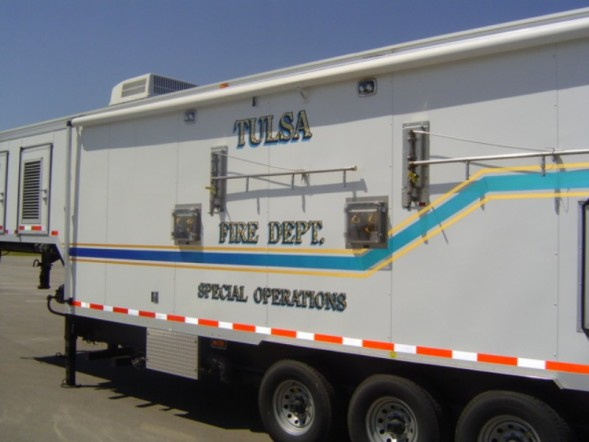 TULSA
FIRE DEPT.
SPECIAL OPERATIONS